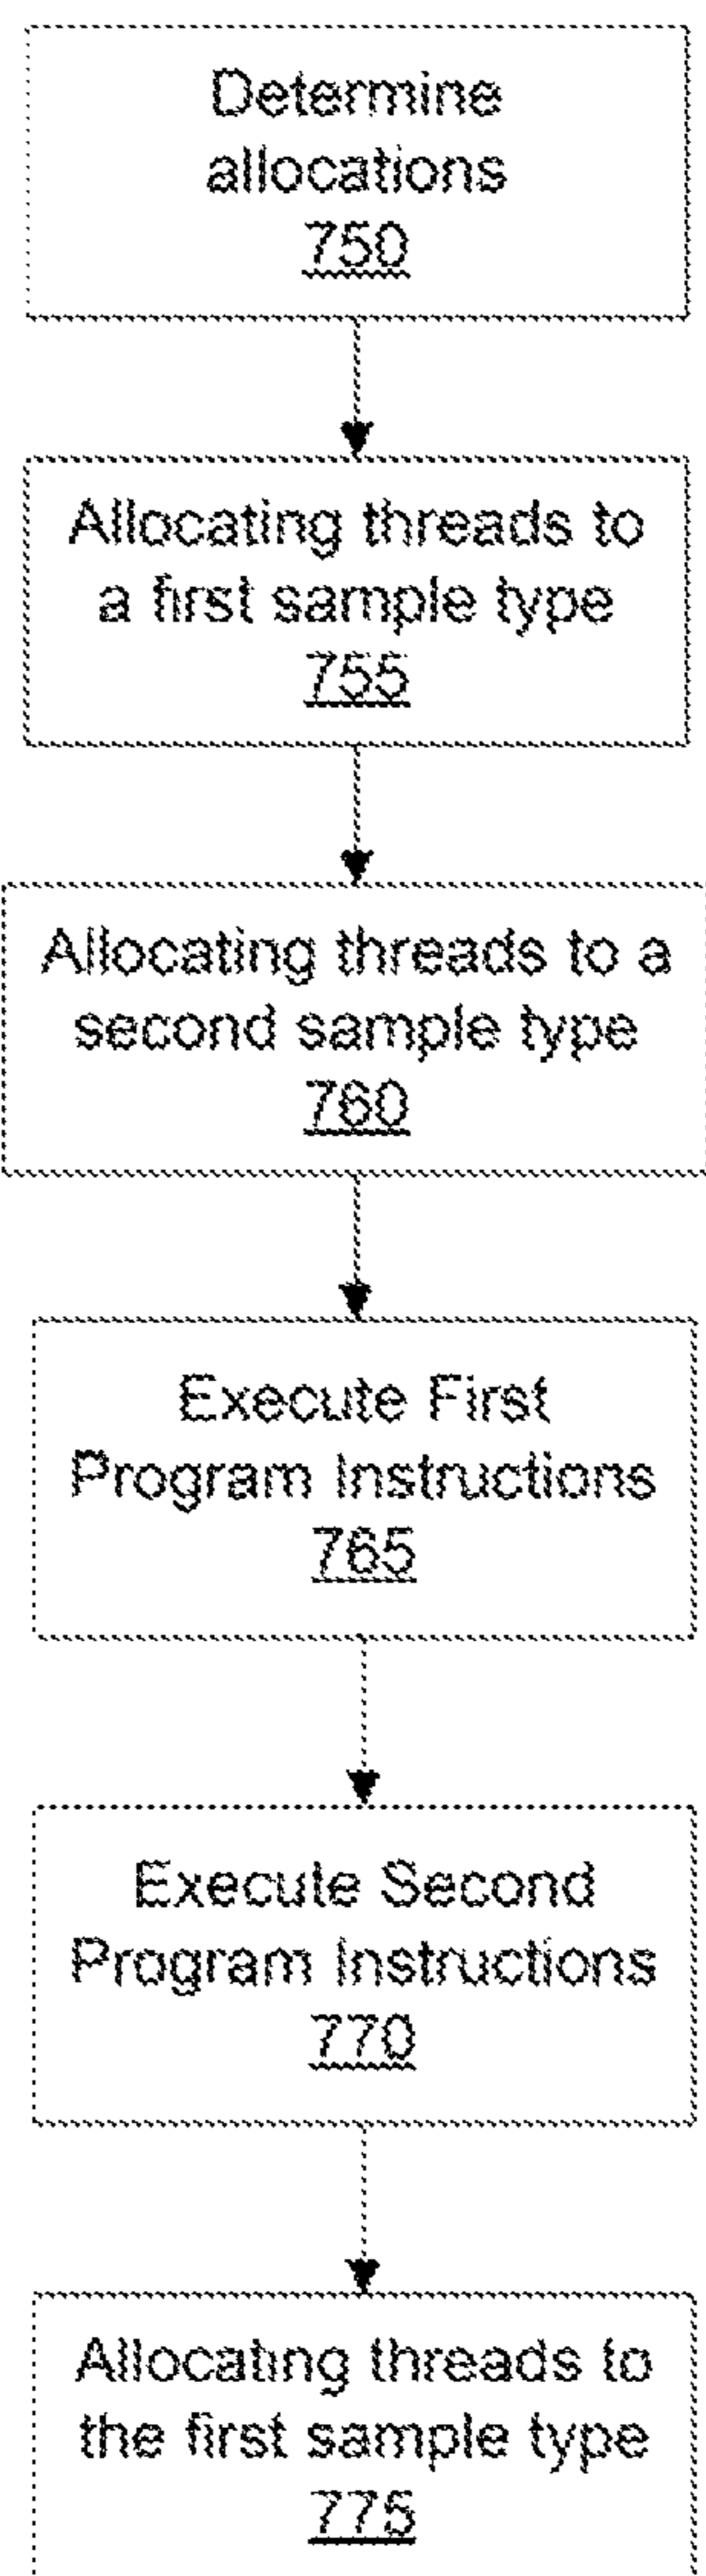 Determine
allocations
750
Allocating threads to
a first sample type
755
Allocating threads to a
second sample type
760
Execute First
Program Instructions
765
Execute Second
Program Instructions
770
Allocating threads to
the first sample type
775